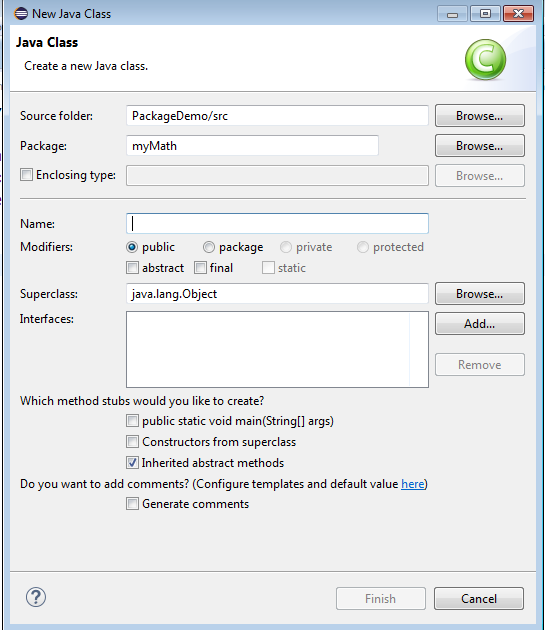 New Java Class
Java Class
Create a new Java class.
C
Source folder: PackageDemo/src Browse...
Package: myMath Browse...
Enclosing type: Browse...
Name:
Modifiers: public package private protected
abstract final static
Superclass: java.lang.Object Browse...
Interfaces: Add...
Remove
Which method stubs would you like to create?
public static void main(String[] args)
Constructors from superclass
Inherited abstract methods
Do you want to add comments? (Configure templates and default value here)
Generate comments
? Finish Cancel